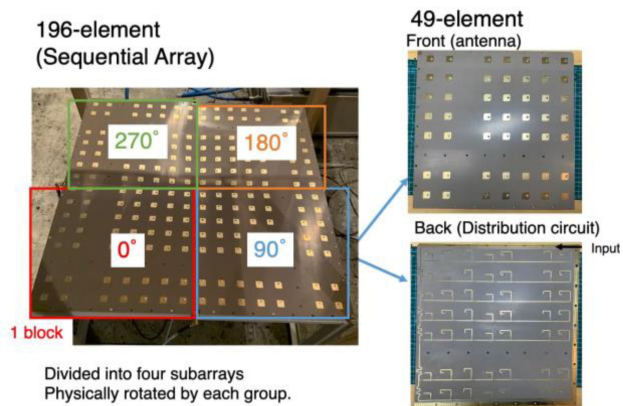 196-element
(Sequential Array)
270°
180°
0°
90°
1 block
Divided into four subarrays
Physically rotated by each group.
49-element
Front (antenna)
Back (Distribution circuit)
Input